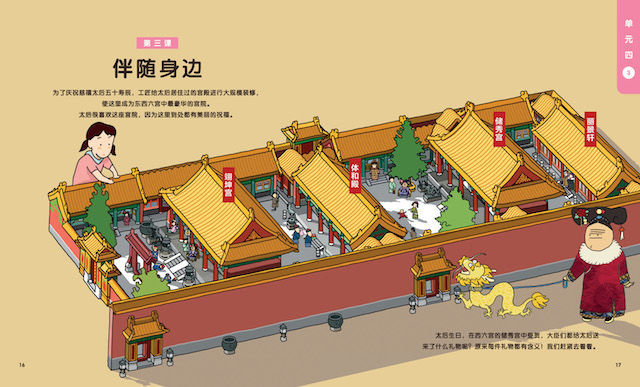 第三课
伴随身边
为了庆祝慈禧太后五十寿辰，工匠给太后居住过的宫殿进行大规模装修，
使这里成为东西六宫中最豪华的宫院。
太后很喜欢这座宫院，因为这里到处都有美丽的祝福。
单元四
3
翊坤宫
体和殿
储秀宫
丽景轩
太后生日，在西六宫的储秀宫中受到，大臣们都给太后送
来了什么礼物呢？原来每件礼物都有含义！我们赶紧去看看。
16
17